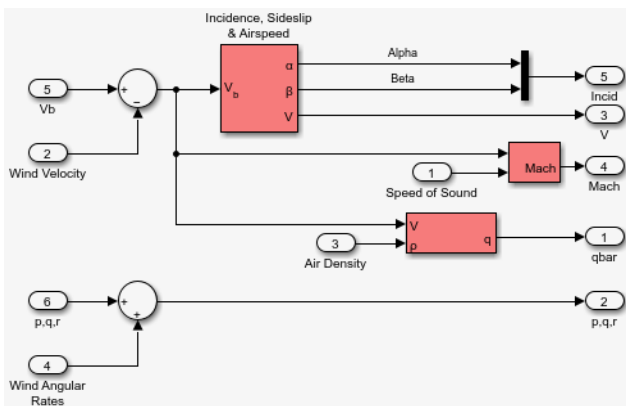 Incidence, Sideslip
& Airspeed
Alpha
α
5
+
Vb
−
Vb
Beta
β
5
Incid
V
3
V
2
Wind Velocity
Mach
4
Mach
1
Speed of Sound
V
3
ρ
q
1
qbar
Air Density
6
+
p,q,r
+
2
p,q,r
4
Wind Angular
Rates